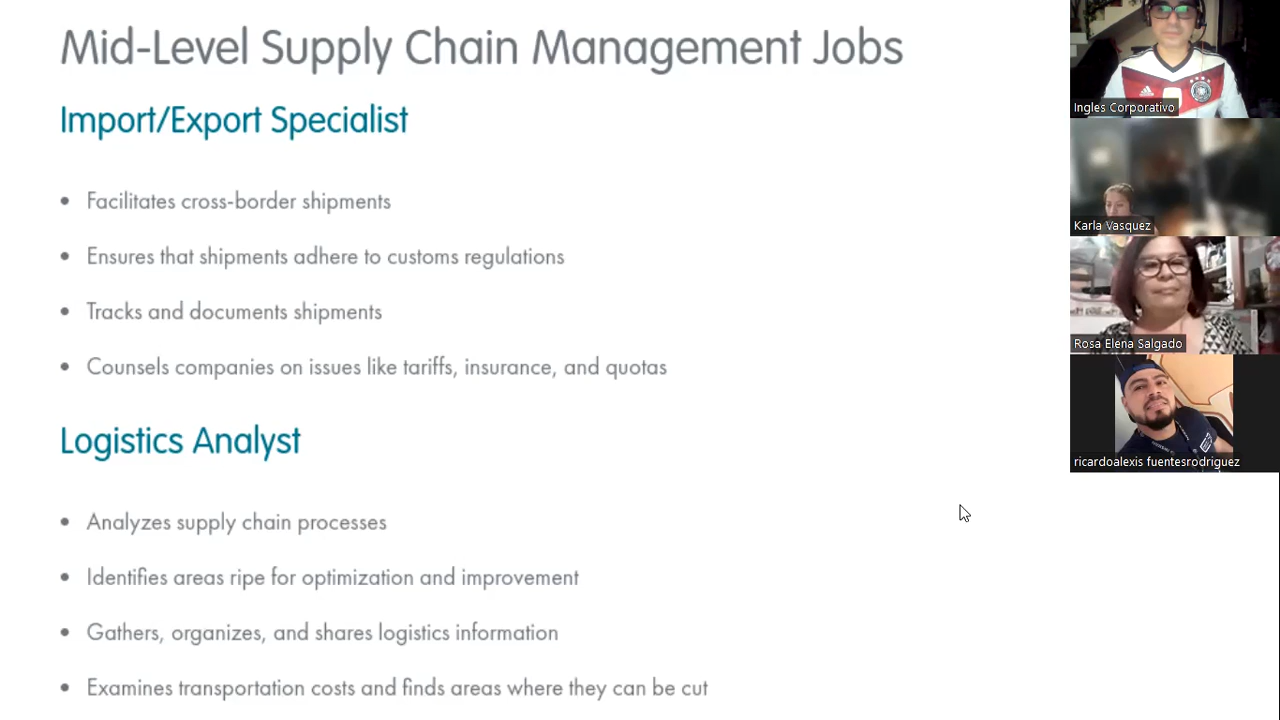 Mid-Level Supply Chain Management Jobs
Import/Export Specialist
• Facilitates cross-border shipments
• Ensures that shipments adhere to customs regulations
• Tracks and documents shipments
• Counsels companies on issues like tariffs, insurance, and quotas
Logistics Analyst
• Analyzes supply chain processes
• Identifies areas ripe for optimization and improvement
• Gathers, organizes, and shares logistics information
• Examines transportation costs and finds areas where they can be cut
Ingles Corporativo
Karla Vasquez
Rosa Elena Salgado
ricardoalexis fuentesrodriguez